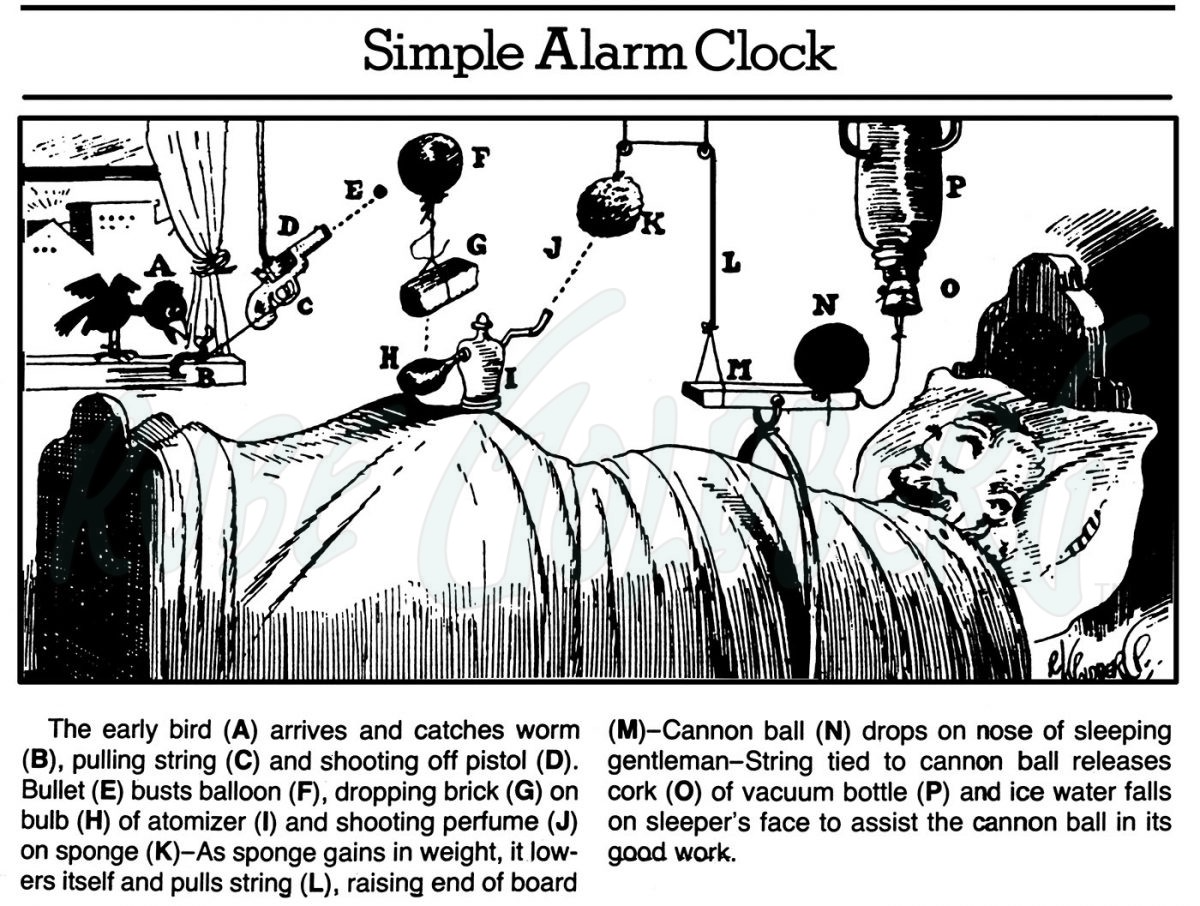 Simple Alarm Clock
A
B
C
D
E
F
G
H
I
J
K
L
M
N
O
P
RUBE GOLDBERG
The early bird (A) arrives and catches worm
(B), pulling string (C) and shooting off pistol (D).
Bullet (E) busts balloon (F), dropping brick (G) on
bulb (H) of atomizer (I) and shooting perfume (J)
on sponge (K)–As sponge gains in weight, it low-
ers itself and pulls string (L), raising end of board
(M)–Cannon ball (N) drops on nose of sleeping
gentleman–String tied to cannon ball releases
cork (O) of vacuum bottle (P) and ice water falls
on sleeper's face to assist the cannon ball in its
good work.